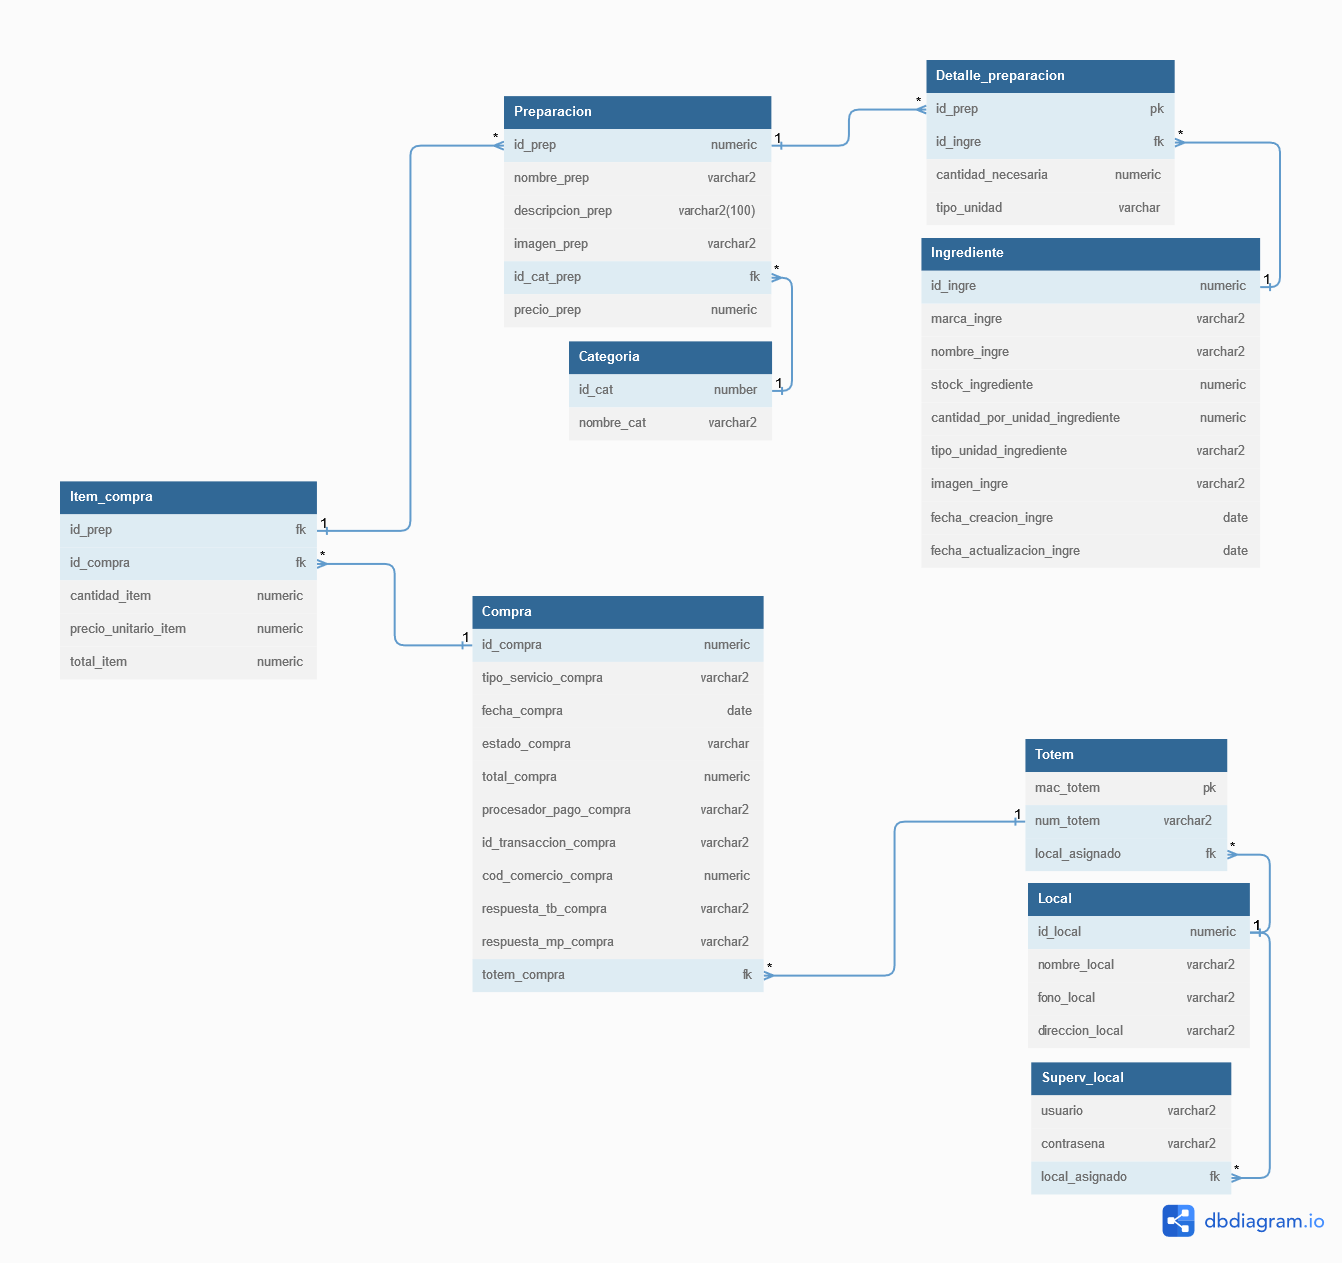 Detalle_preparacion
* id_prep pk
id_ingre fk *
cantidad_necesaria numeric
tipo_unidad varchar
Preparacion
* id_prep numeric 1
nombre_prep varchar2
descripcion_prep varchar2(100)
imagen_prep varchar2
id_cat_prep fk *
precio_prep numeric
Ingrediente
id_ingre numeric 1
marca_ingre varchar2
nombre_ingre varchar2
stock_ingrediente numeric
cantidad_por_unidad_ingrediente numeric
tipo_unidad_ingrediente varchar2
imagen_ingre varchar2
fecha_creacion_ingre date
fecha_actualizacion_ingre date
Categoria
id_cat number 1
nombre_cat varchar2
Item_compra
id_prep fk 1
id_compra fk *
cantidad_item numeric
precio_unitario_item numeric
total_item numeric
Compra
1 id_compra numeric
tipo_servicio_compra varchar2
fecha_compra date
estado_compra varchar
total_compra numeric
procesador_pago_compra varchar2
id_transaccion_compra varchar2
cod_comercio_compra numeric
respuesta_tb_compra varchar2
respuesta_mp_compra varchar2
totem_compra fk *
Totem
mac_totem pk
1 num_totem varchar2
local_asignado fk *
Local
id_local numeric 1
nombre_local varchar2
fono_local varchar2
direccion_local varchar2
Superv_local
usuario varchar2
contrasena varchar2
local_asignado fk *
dbdiagram.io